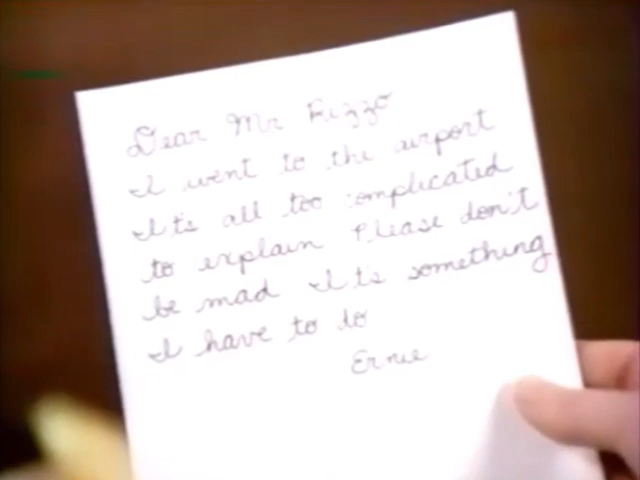 Dear Mr Rizzo
I went to the airport
It's all too complicated
to explain Please don't
be mad It's something
I have to do
Ernie